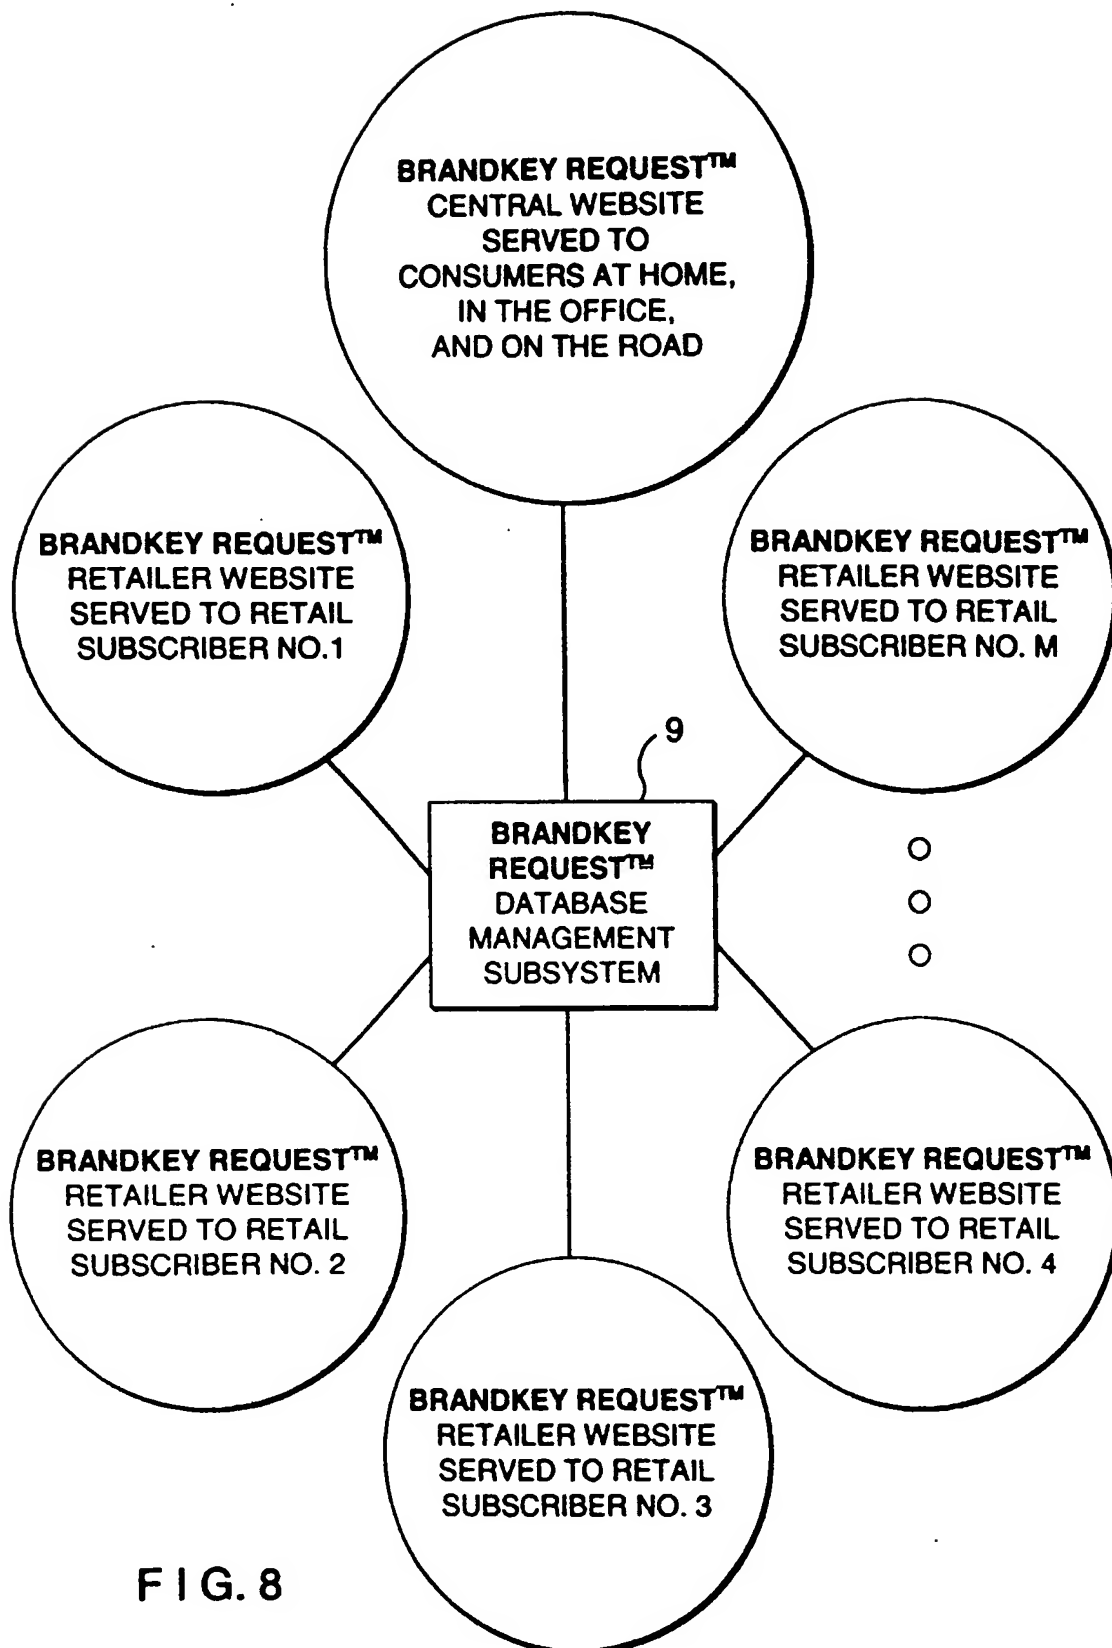 BRANDKEY REQUEST™
CENTRAL WEBSITE
SERVED TO
CONSUMERS AT HOME,
IN THE OFFICE,
AND ON THE ROAD
BRANDKEY REQUEST™
RETAILER WEBSITE
SERVED TO RETAIL
SUBSCRIBER NO.1
BRANDKEY REQUEST™
RETAILER WEBSITE
SERVED TO RETAIL
SUBSCRIBER NO. M
9
BRANDKEY
REQUEST™
DATABASE
MANAGEMENT
SUBSYSTEM
BRANDKEY REQUEST™
RETAILER WEBSITE
SERVED TO RETAIL
SUBSCRIBER NO. 2
BRANDKEY REQUEST™
RETAILER WEBSITE
SERVED TO RETAIL
SUBSCRIBER NO. 4
BRANDKEY REQUEST™
RETAILER WEBSITE
SERVED TO RETAIL
SUBSCRIBER NO. 3
FIG. 8